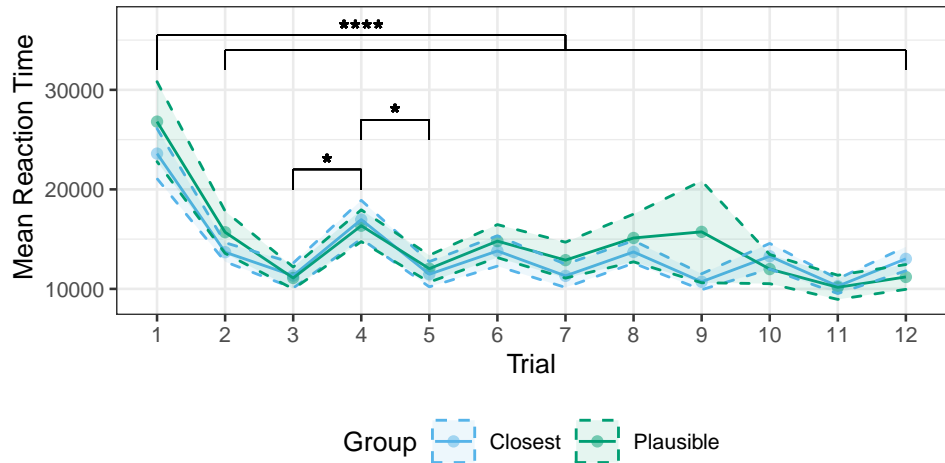 ****
*
*
Mean Reaction Time
30000
20000
10000
1 2 3 4 5 6 7 8 9 10 11 12
Trial
Group Closest Plausible